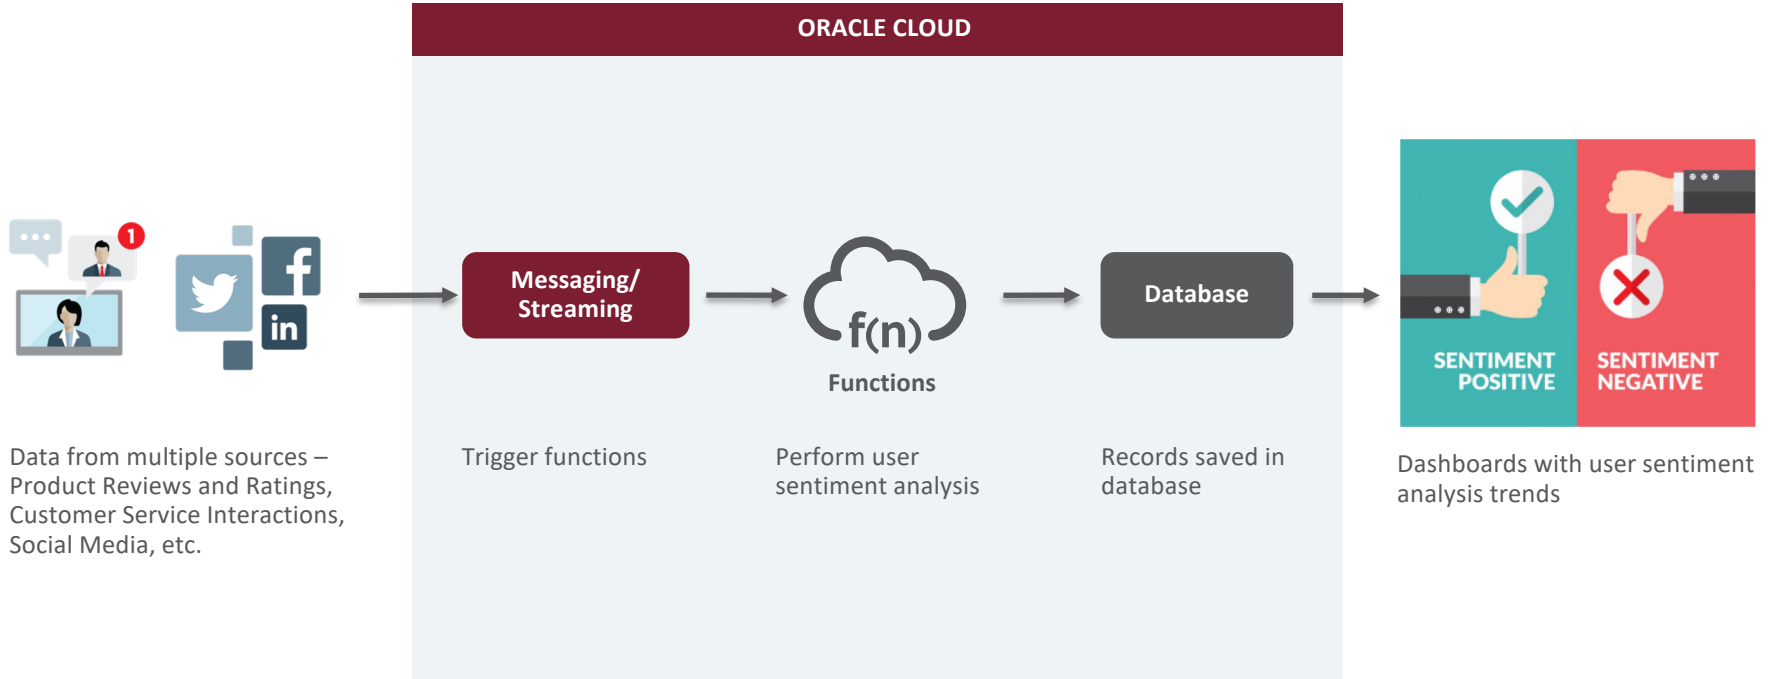 ORACLE CLOUD
1
f
in
Messaging/
Streaming
f(n)
Functions
Database
SENTIMENT
POSITIVE
SENTIMENT
NEGATIVE
Data from multiple sources –
Product Reviews and Ratings,
Customer Service Interactions,
Social Media, etc.
Trigger functions
Perform user
sentiment analysis
Records saved in
database
Dashboards with user sentiment
analysis trends